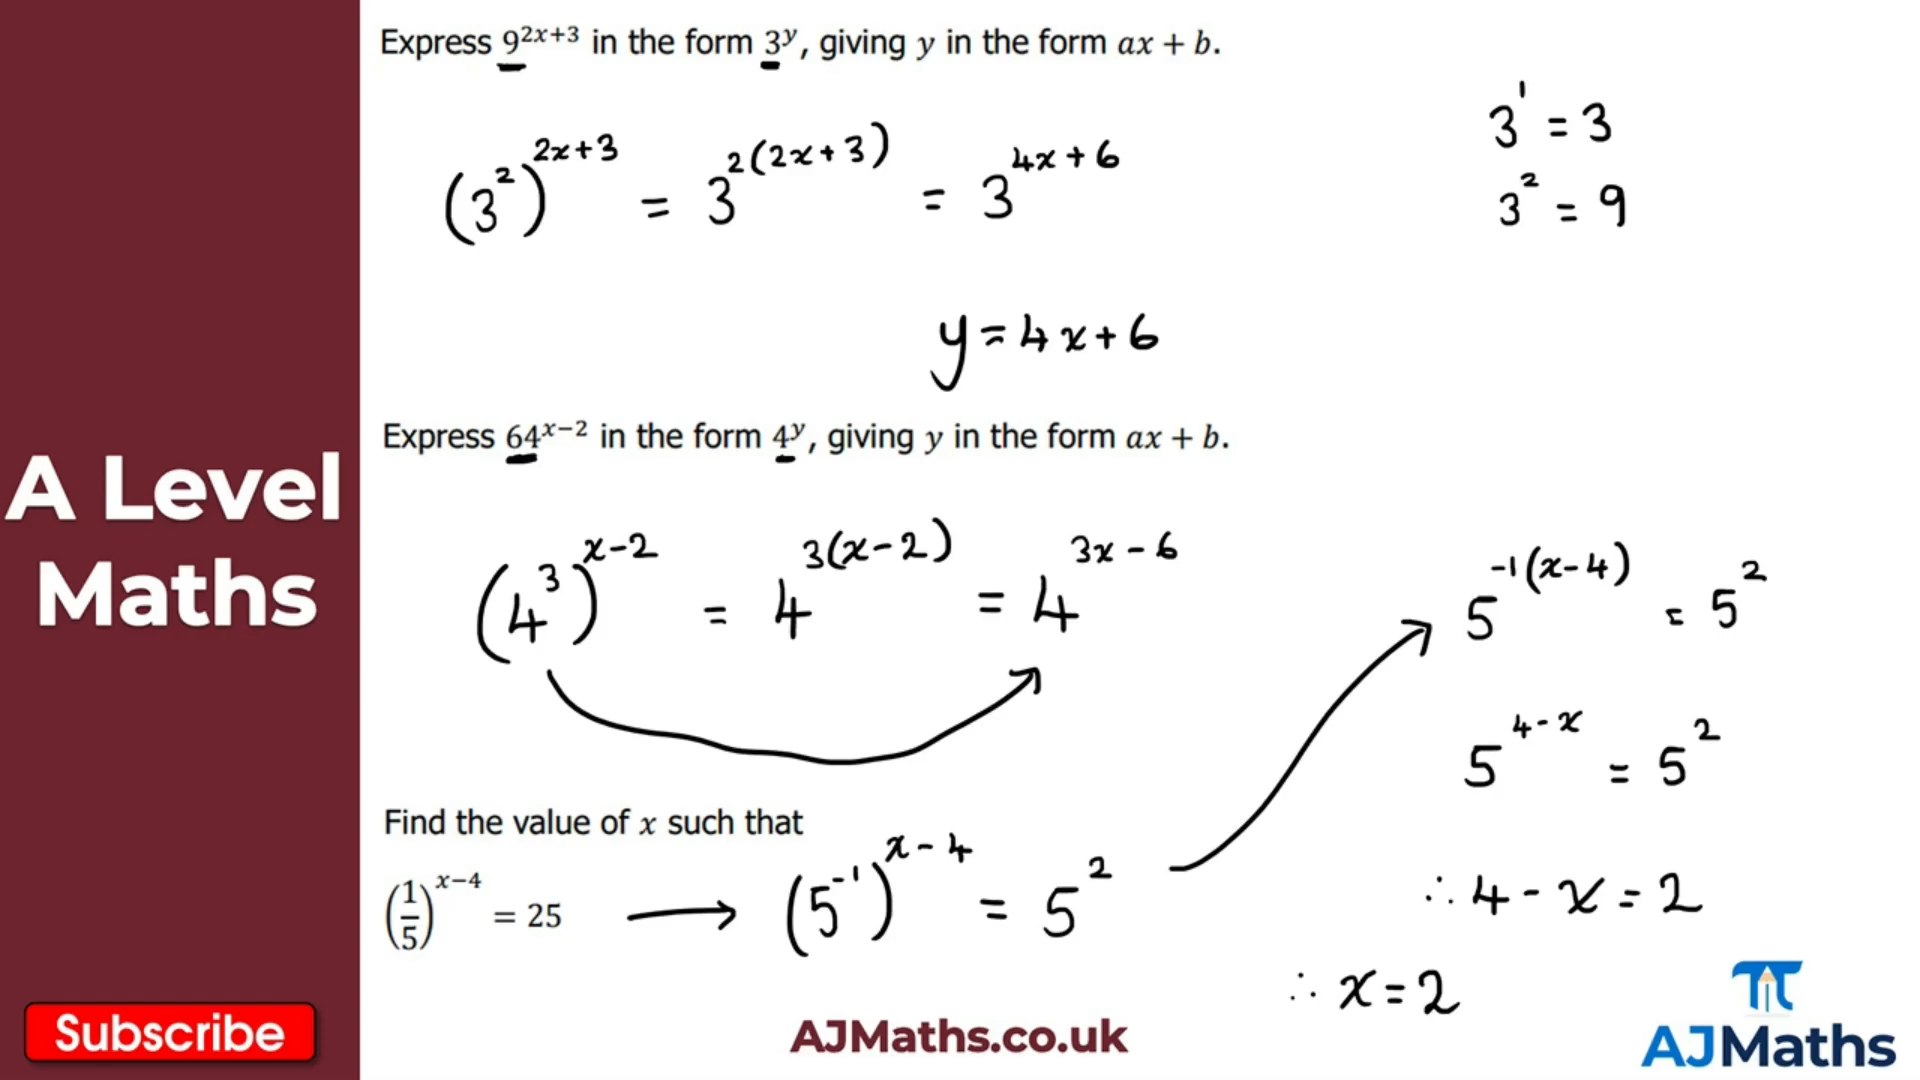 A Level
Maths
Subscribe
Express 9^{2x+3} in the form 3^y, giving y in the form ax + b.
(3^2)^{2x+3} = 3^{2(2x+3)} = 3^{4x+6}
3^1 = 3
3^2 = 9
y = 4x + 6
Express 64^{x−2} in the form 4^y, giving y in the form ax + b.
(4^3)^{x−2} = 4^{3(x−2)} = 4^{3x−6}
Find the value of x such that
(1/5)^{x−4} = 25 → (5^{-1})^{x−4} = 5^2
5^{-1(x−4)} = 5^2
5^{4−x} = 5^2
∴ 4 − x = 2
∴ x = 2
AJMaths.co.uk
AJMaths